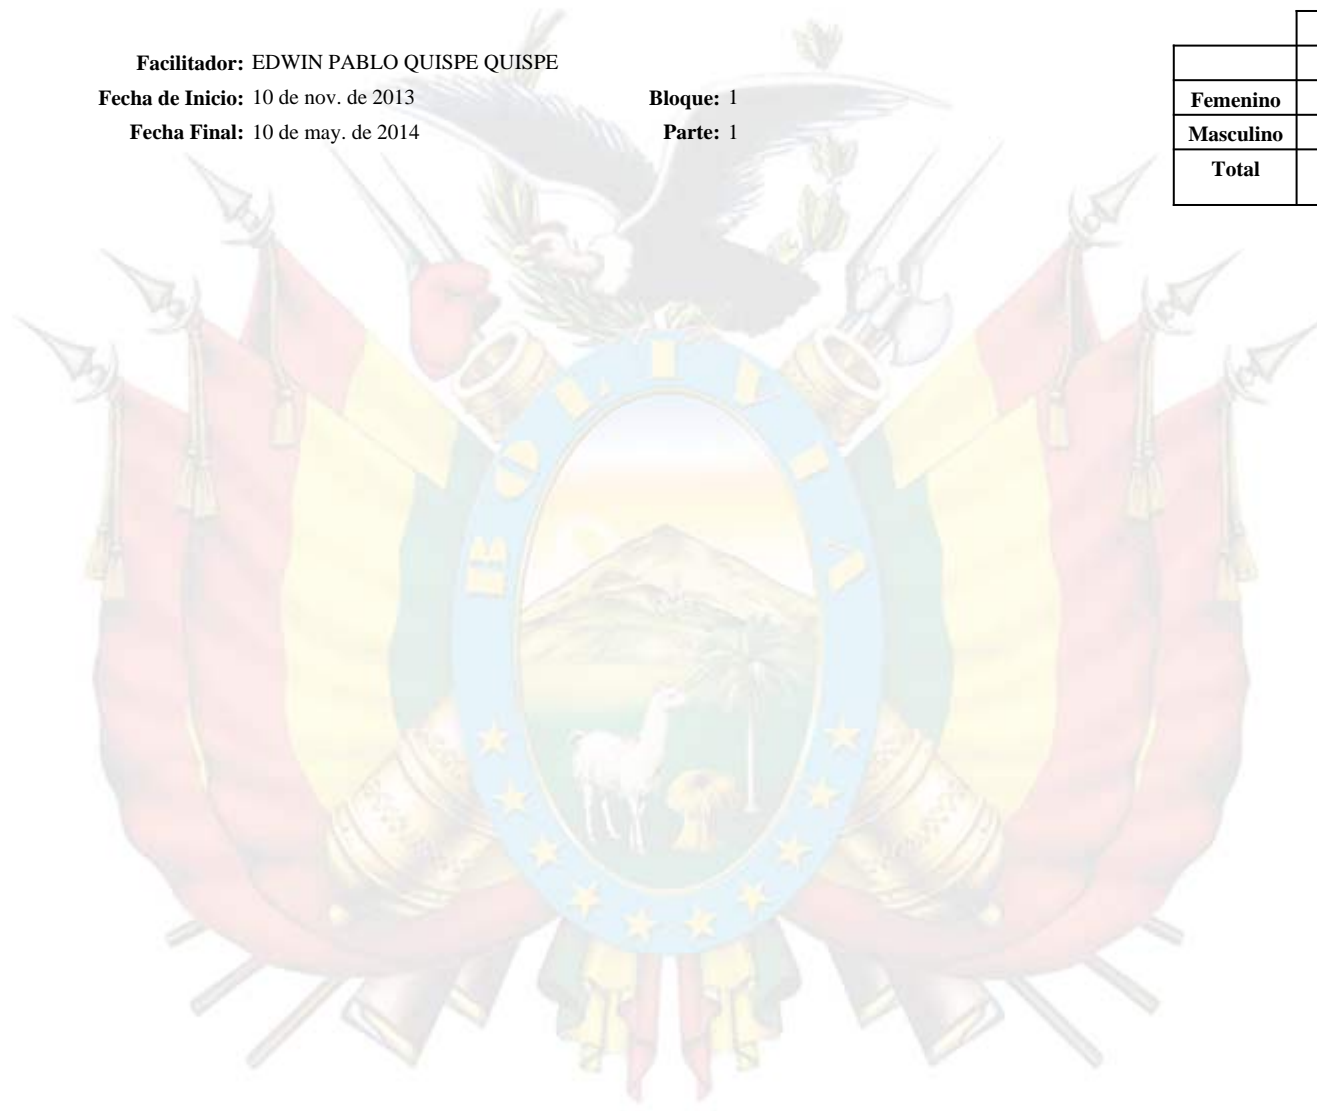 Facilitador: EDWIN PABLO QUISPE QUISPE
Fecha de Inicio: 10 de nov. de 2013 Bloque: 1
Fecha Final: 10 de may. de 2014 Parte: 1
Femenino
Masculino
Total
BOLIVIA